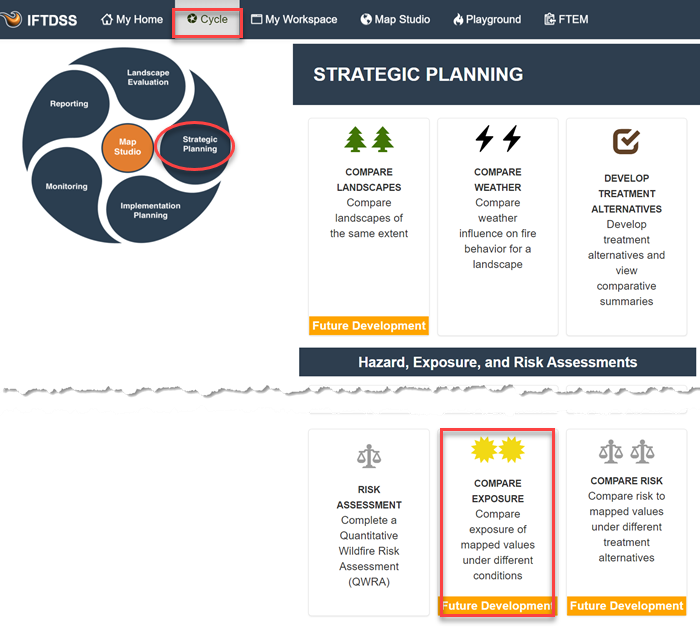 IFTDSS
My Home
Cycle
My Workspace
Map Studio
Playground
FTEM
Landscape
Evaluation
Reporting
Strategic
Planning
Map
Studio
Monitoring
Implementation
Planning
STRATEGIC PLANNING
COMPARE
LANDSCAPES
Compare
landscapes of
the same extent
Future Development
COMPARE
WEATHER
Compare
weather
influence on fire
behavior for a
landscape
DEVELOP
TREATMENT
ALTERNATIVES
Develop
treatment
alternatives and
view
comparative
summaries
Hazard, Exposure, and Risk Assessments
RISK
ASSESSMENT
Complete a
Quantitative
Wildfire Risk
Assessment
(QWRA)
COMPARE
EXPOSURE
Compare
exposure of
mapped values
under different
conditions
Future Development
COMPARE RISK
Compare risk to
mapped values
under different
treatment
alternatives
Future Development